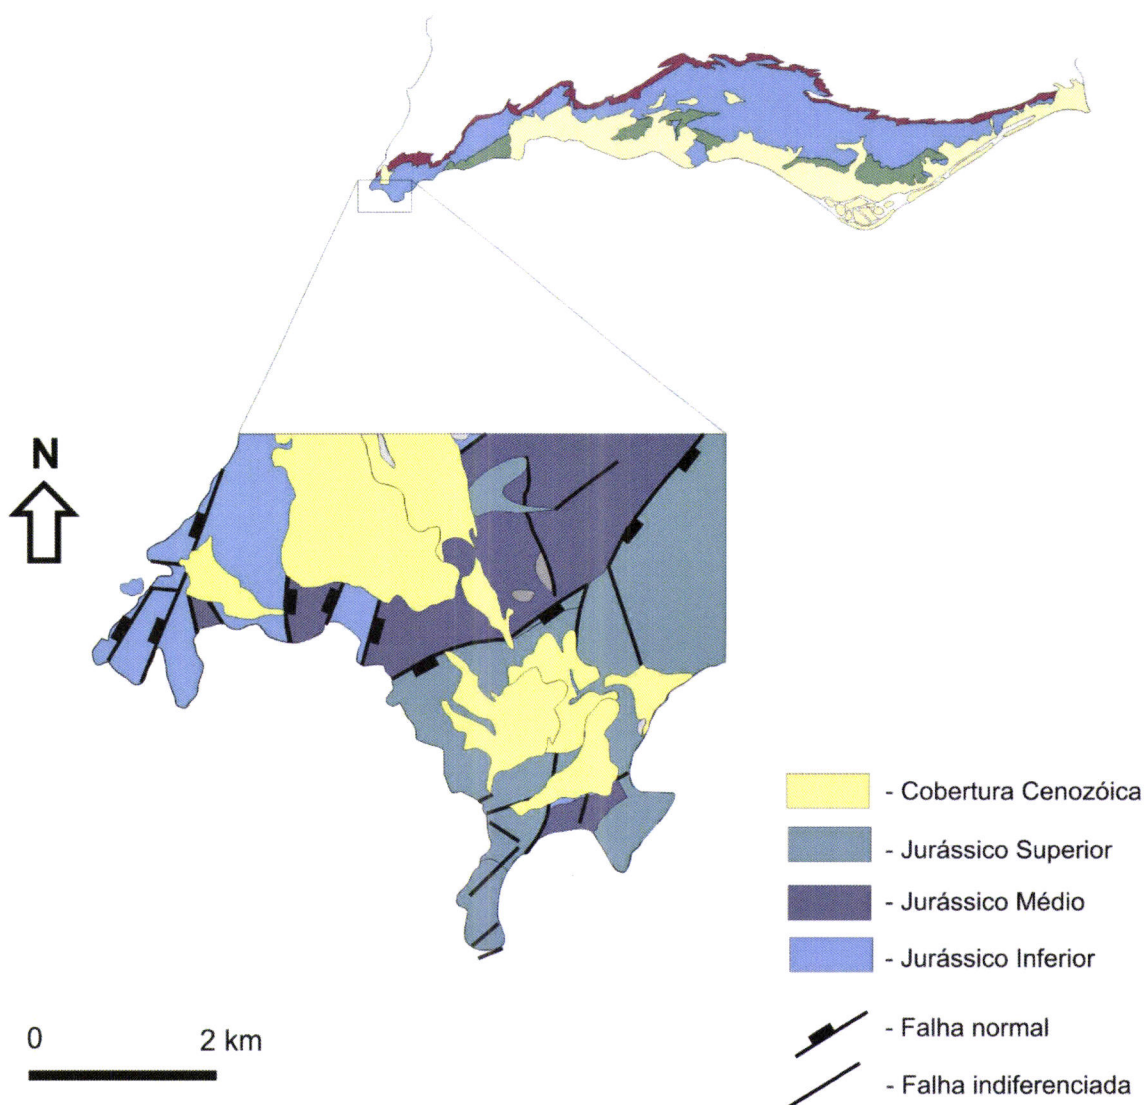 N
- Cobertura Cenozóica
- Jurássico Superior
- Jurássico Médio
- Jurássico Inferior
- Falha normal
- Falha indiferenciada
0 2 km